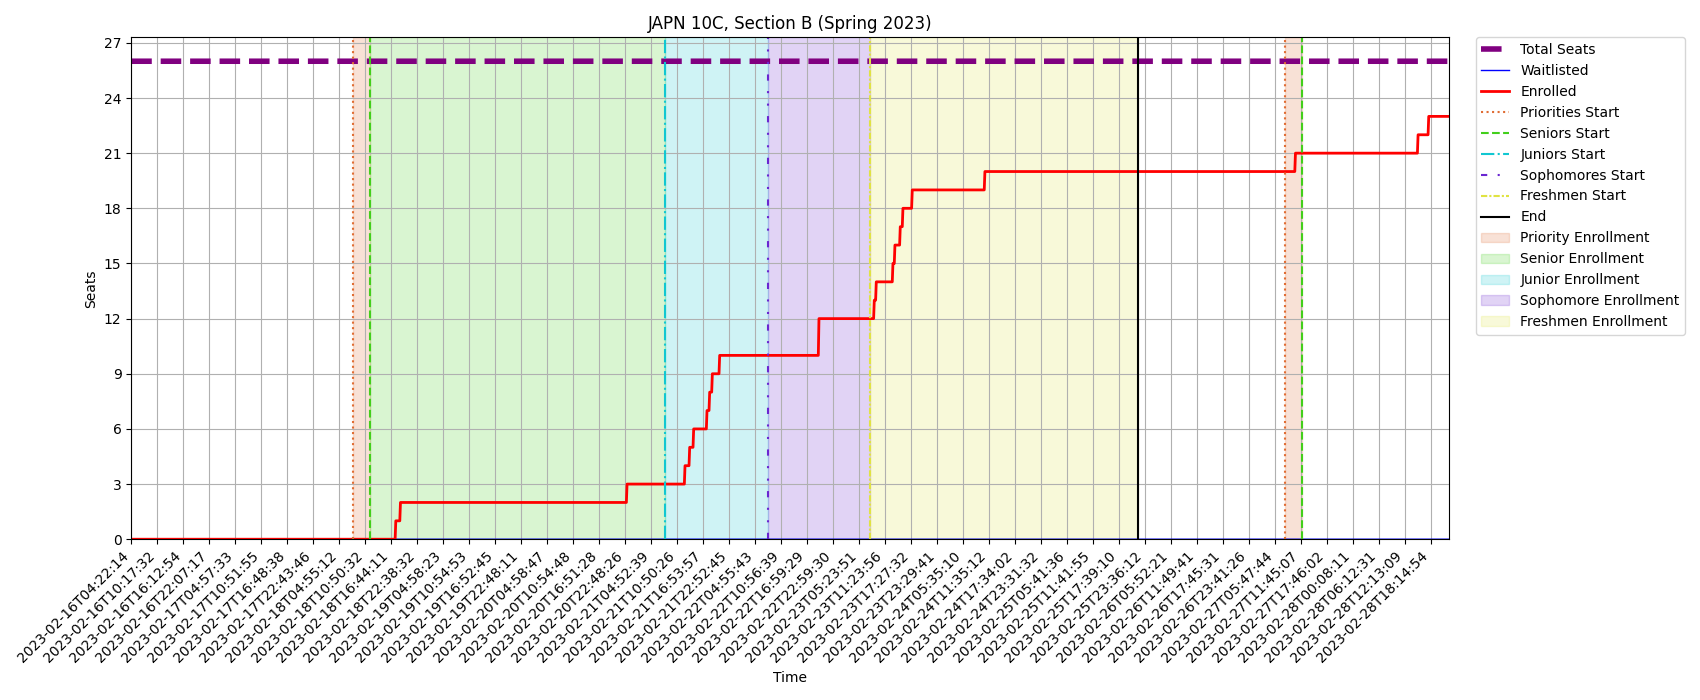 JAPN 10C, Section B (Spring 2023)
Seats
27
24
21
18
15
12
9
6
3
0
2023-02-16T04:22:14
2023-02-16T10:17:32
2023-02-16T16:12:54
2023-02-16T22:07:17
2023-02-17T04:57:33
2023-02-17T10:51:55
2023-02-17T16:48:38
2023-02-17T22:43:46
2023-02-18T04:55:12
2023-02-18T10:50:32
2023-02-18T16:44:11
2023-02-18T22:38:32
2023-02-19T04:58:23
2023-02-19T10:54:53
2023-02-19T16:52:45
2023-02-19T22:48:11
2023-02-20T04:58:47
2023-02-20T10:54:48
2023-02-20T16:51:28
2023-02-20T22:48:26
2023-02-21T04:52:39
2023-02-21T10:50:26
2023-02-21T16:53:57
2023-02-21T22:52:45
2023-02-22T04:55:43
2023-02-22T10:56:39
2023-02-22T16:59:29
2023-02-22T22:59:30
2023-02-23T05:23:51
2023-02-23T11:23:56
2023-02-23T17:27:32
2023-02-23T23:29:41
2023-02-24T05:35:10
2023-02-24T11:35:12
2023-02-24T17:34:02
2023-02-24T23:31:32
2023-02-25T05:41:36
2023-02-25T11:41:55
2023-02-25T17:39:10
2023-02-25T23:36:12
2023-02-26T05:52:21
2023-02-26T11:49:41
2023-02-26T17:45:31
2023-02-26T23:41:26
2023-02-27T05:47:44
2023-02-27T11:45:07
2023-02-27T17:46:02
2023-02-28T00:08:11
2023-02-28T06:12:31
2023-02-28T12:13:09
2023-02-28T18:14:54
Time
Total Seats
Waitlisted
Enrolled
Priorities Start
Seniors Start
Juniors Start
Sophomores Start
Freshmen Start
End
Priority Enrollment
Senior Enrollment
Junior Enrollment
Sophomore Enrollment
Freshmen Enrollment